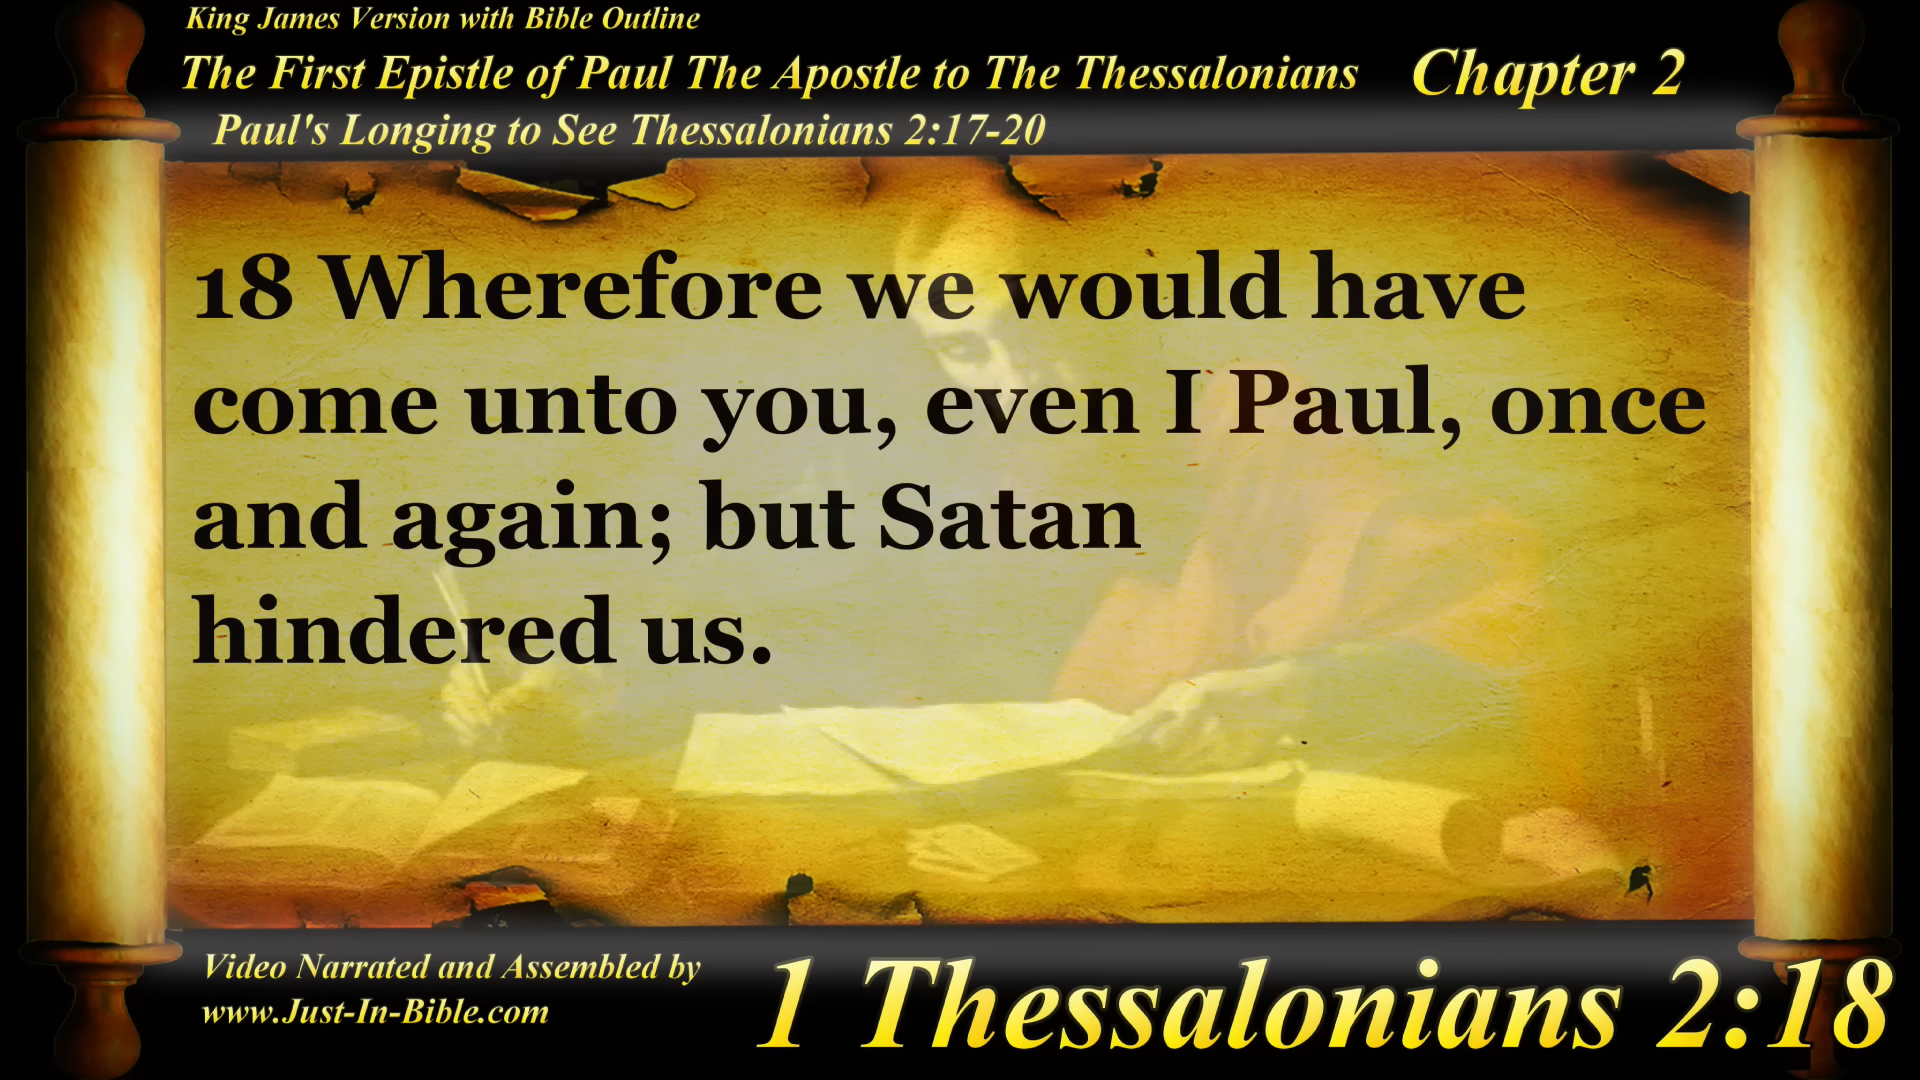 King James Version with Bible Outline
The First Epistle of Paul The Apostle to The Thessalonians Chapter 2
Paul's Longing to See Thessalonians 2:17-20
18 Wherefore we would have
come unto you, even I Paul, once
and again; but Satan
hindered us.
Video Narrated and Assembled by
www.Just-In-Bible.com
1 Thessalonians 2:18